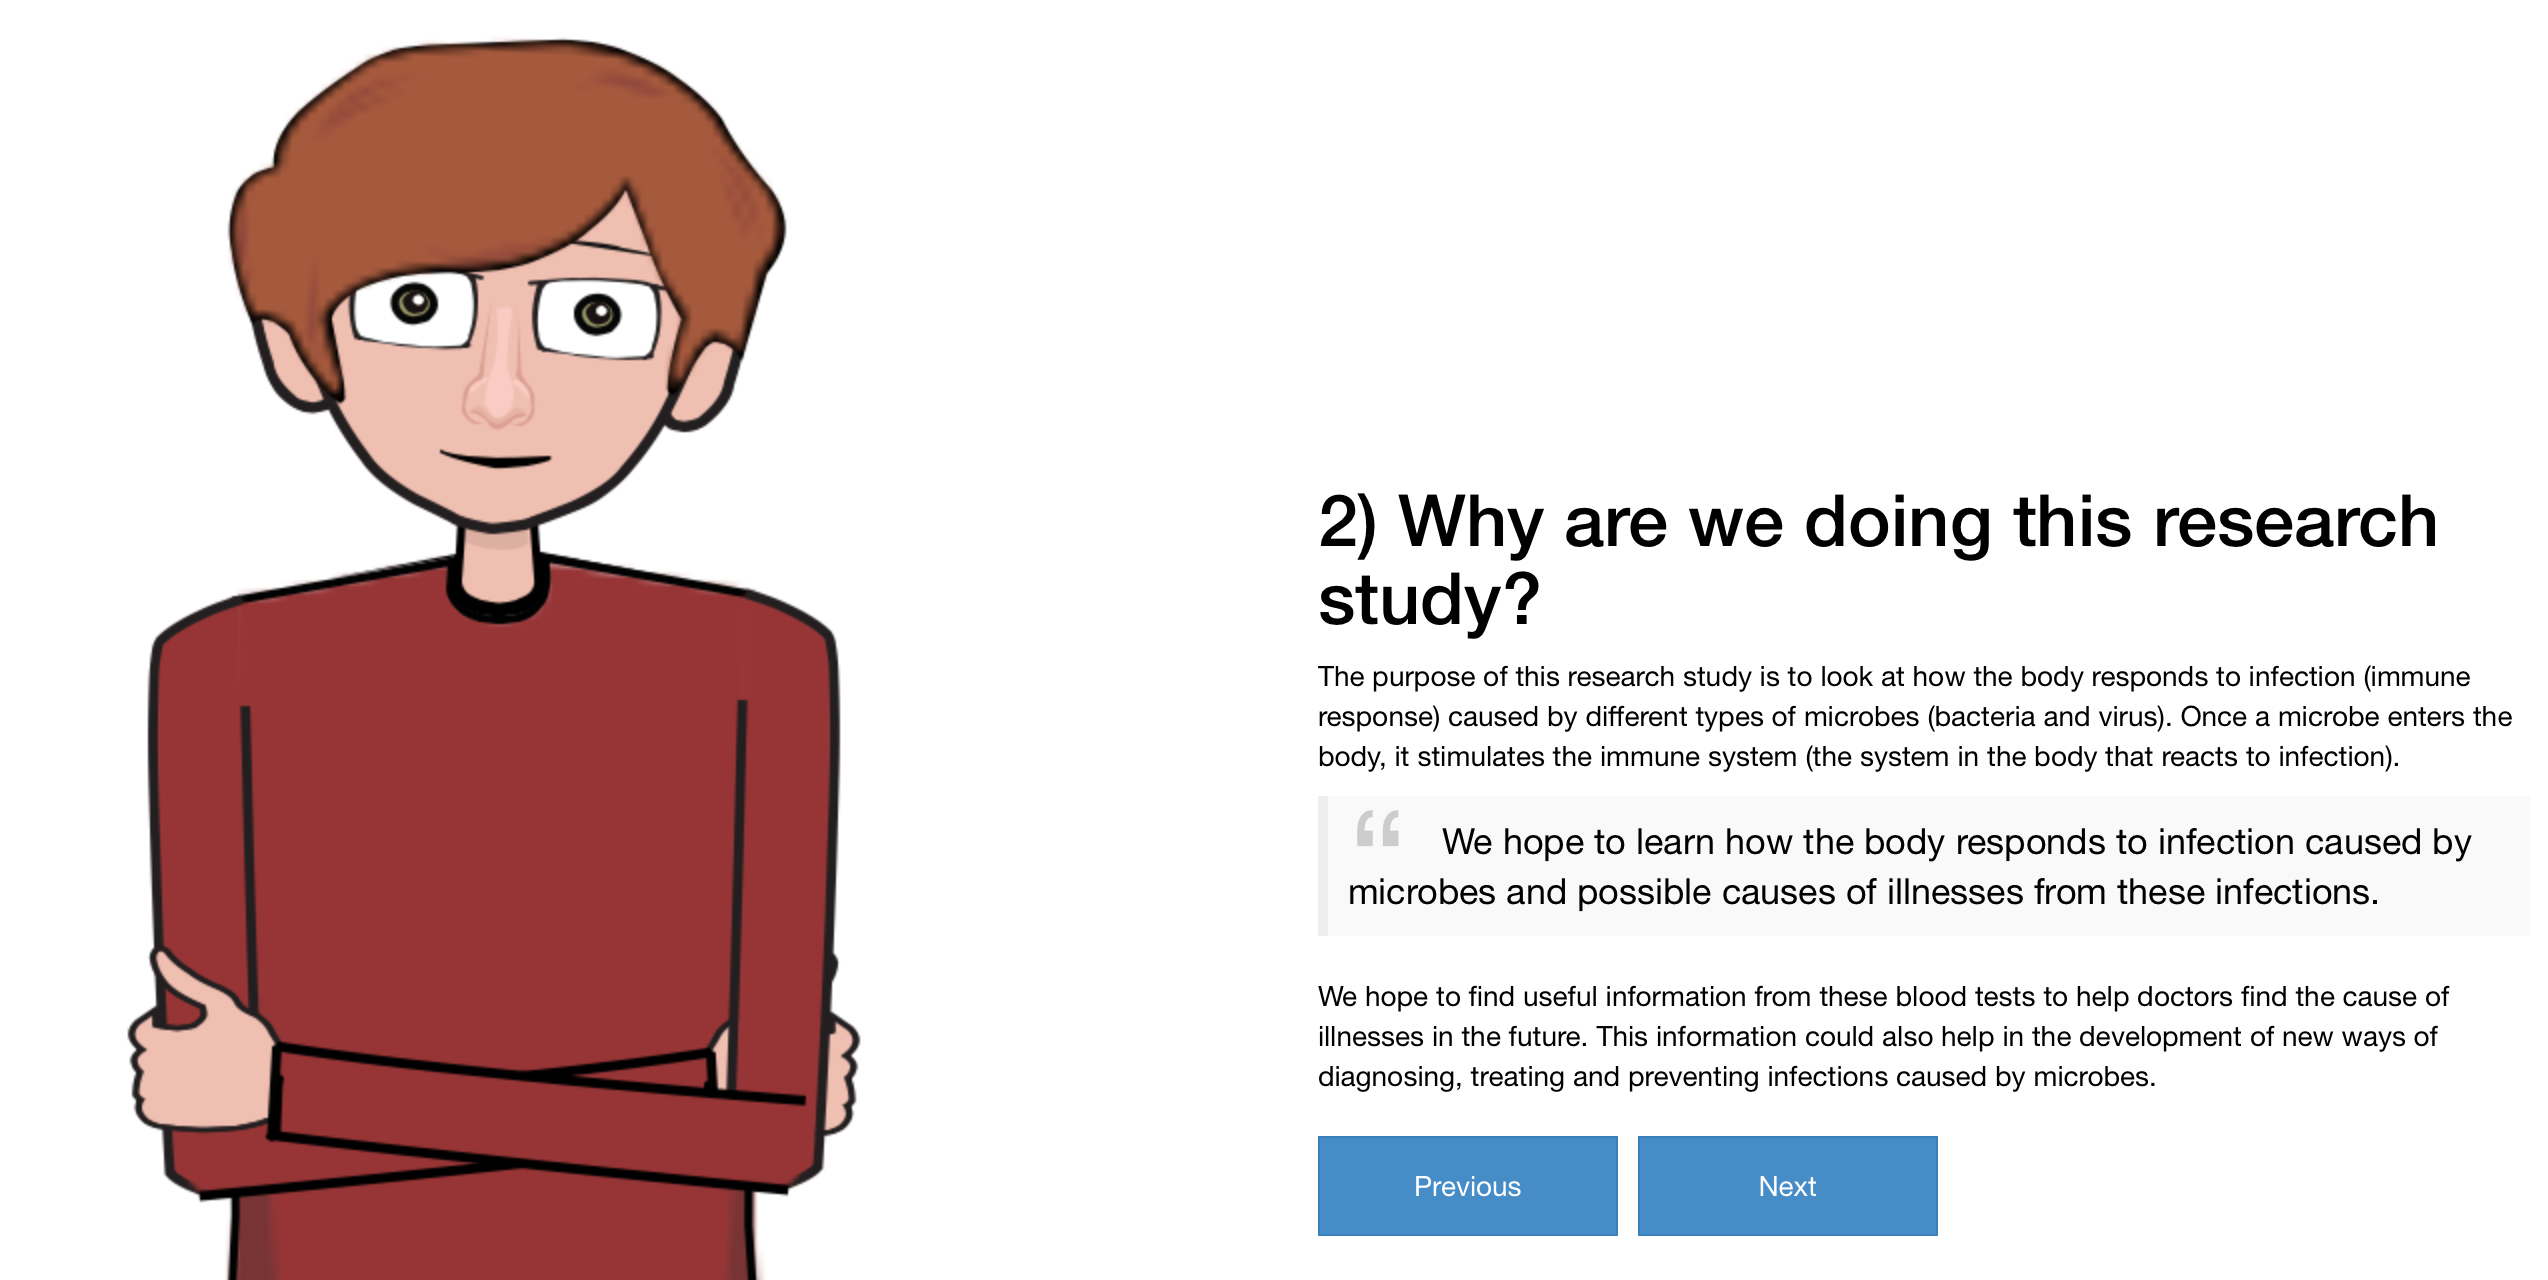 2) Why are we doing this research
study?
The purpose of this research study is to look at how the body responds to infection (immune
response) caused by different types of microbes (bacteria and virus). Once a microbe enters the
body, it stimulates the immune system (the system in the body that reacts to infection).
“ We hope to learn how the body responds to infection caused by
microbes and possible causes of illnesses from these infections.
We hope to find useful information from these blood tests to help doctors find the cause of
illnesses in the future. This information could also help in the development of new ways of
diagnosing, treating and preventing infections caused by microbes.
Previous
Next